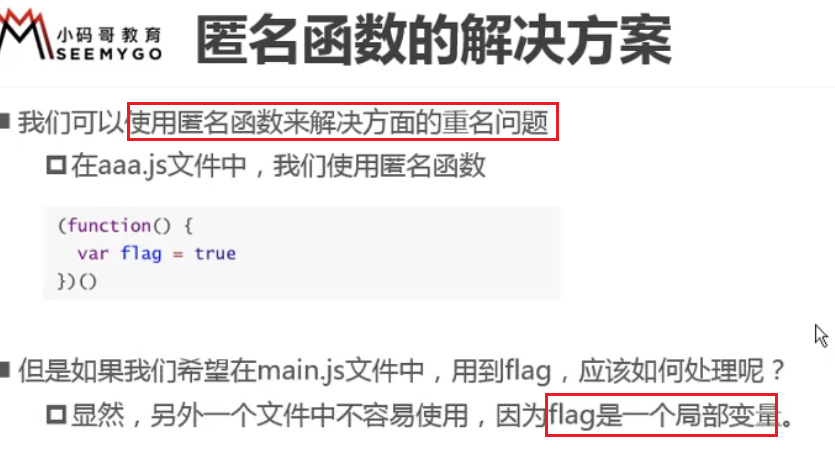 小码哥教育
SEEMYGO
匿名函数的解决方案
我们可以使用匿名函数来解决方面的重名问题
在aaa.js文件中，我们使用匿名函数
(function() {
var flag = true
})()
但是如果我们希望在main.js文件中，用到flag，应该如何处理呢？
显然，另外一个文件中不容易使用，因为flag是一个局部变量。